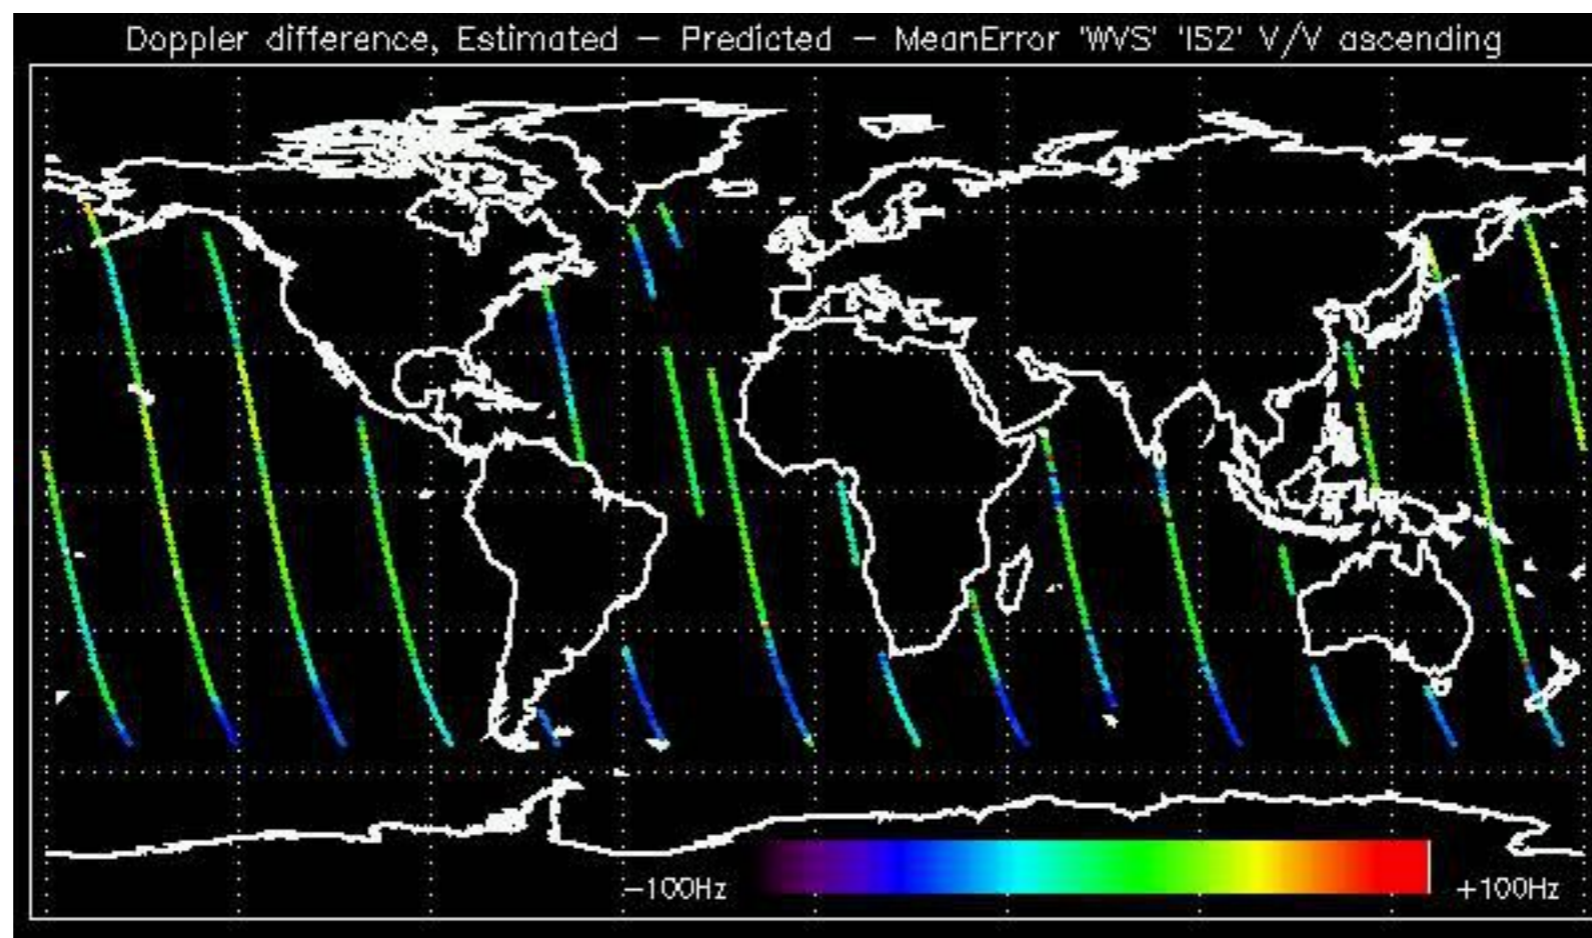 Doppler difference, Estimated – Predicted – MeanError 'WVS' 'IS2' V/V ascending
–100Hz
+100Hz